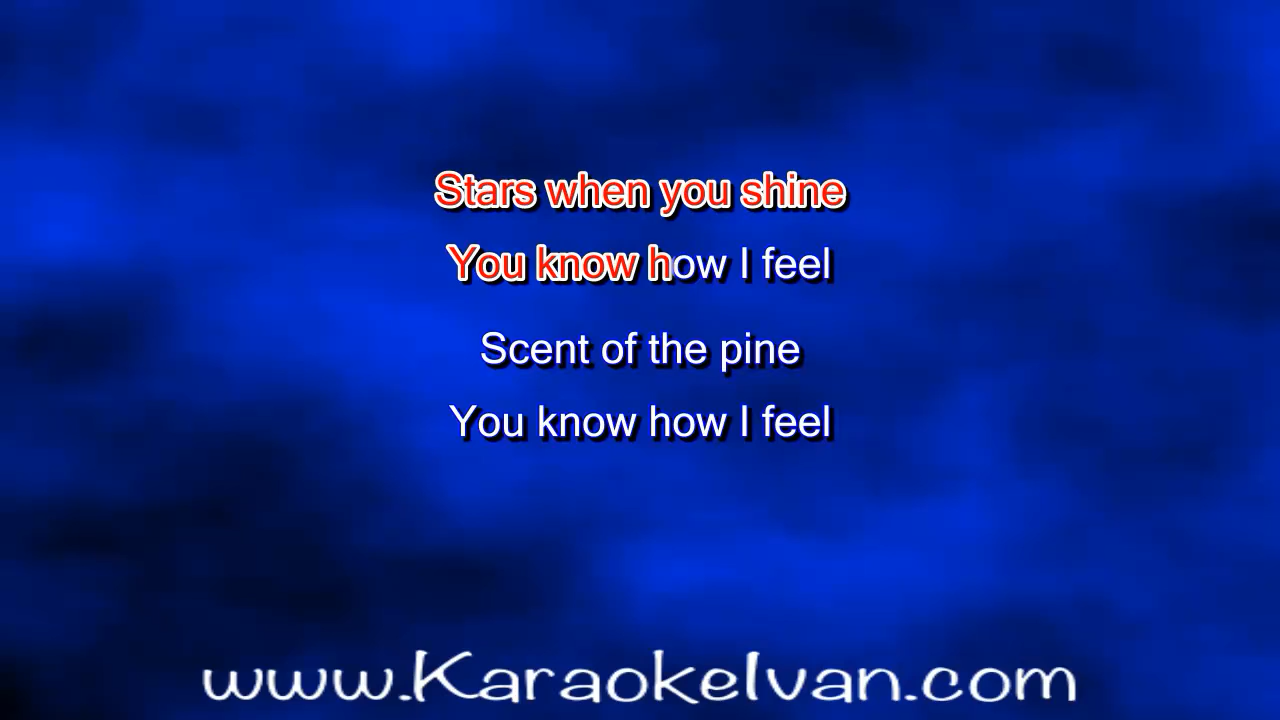 Stars when you shine
You know how I feel
Scent of the pine
You know how I feel
www.KaraokeIvan.com